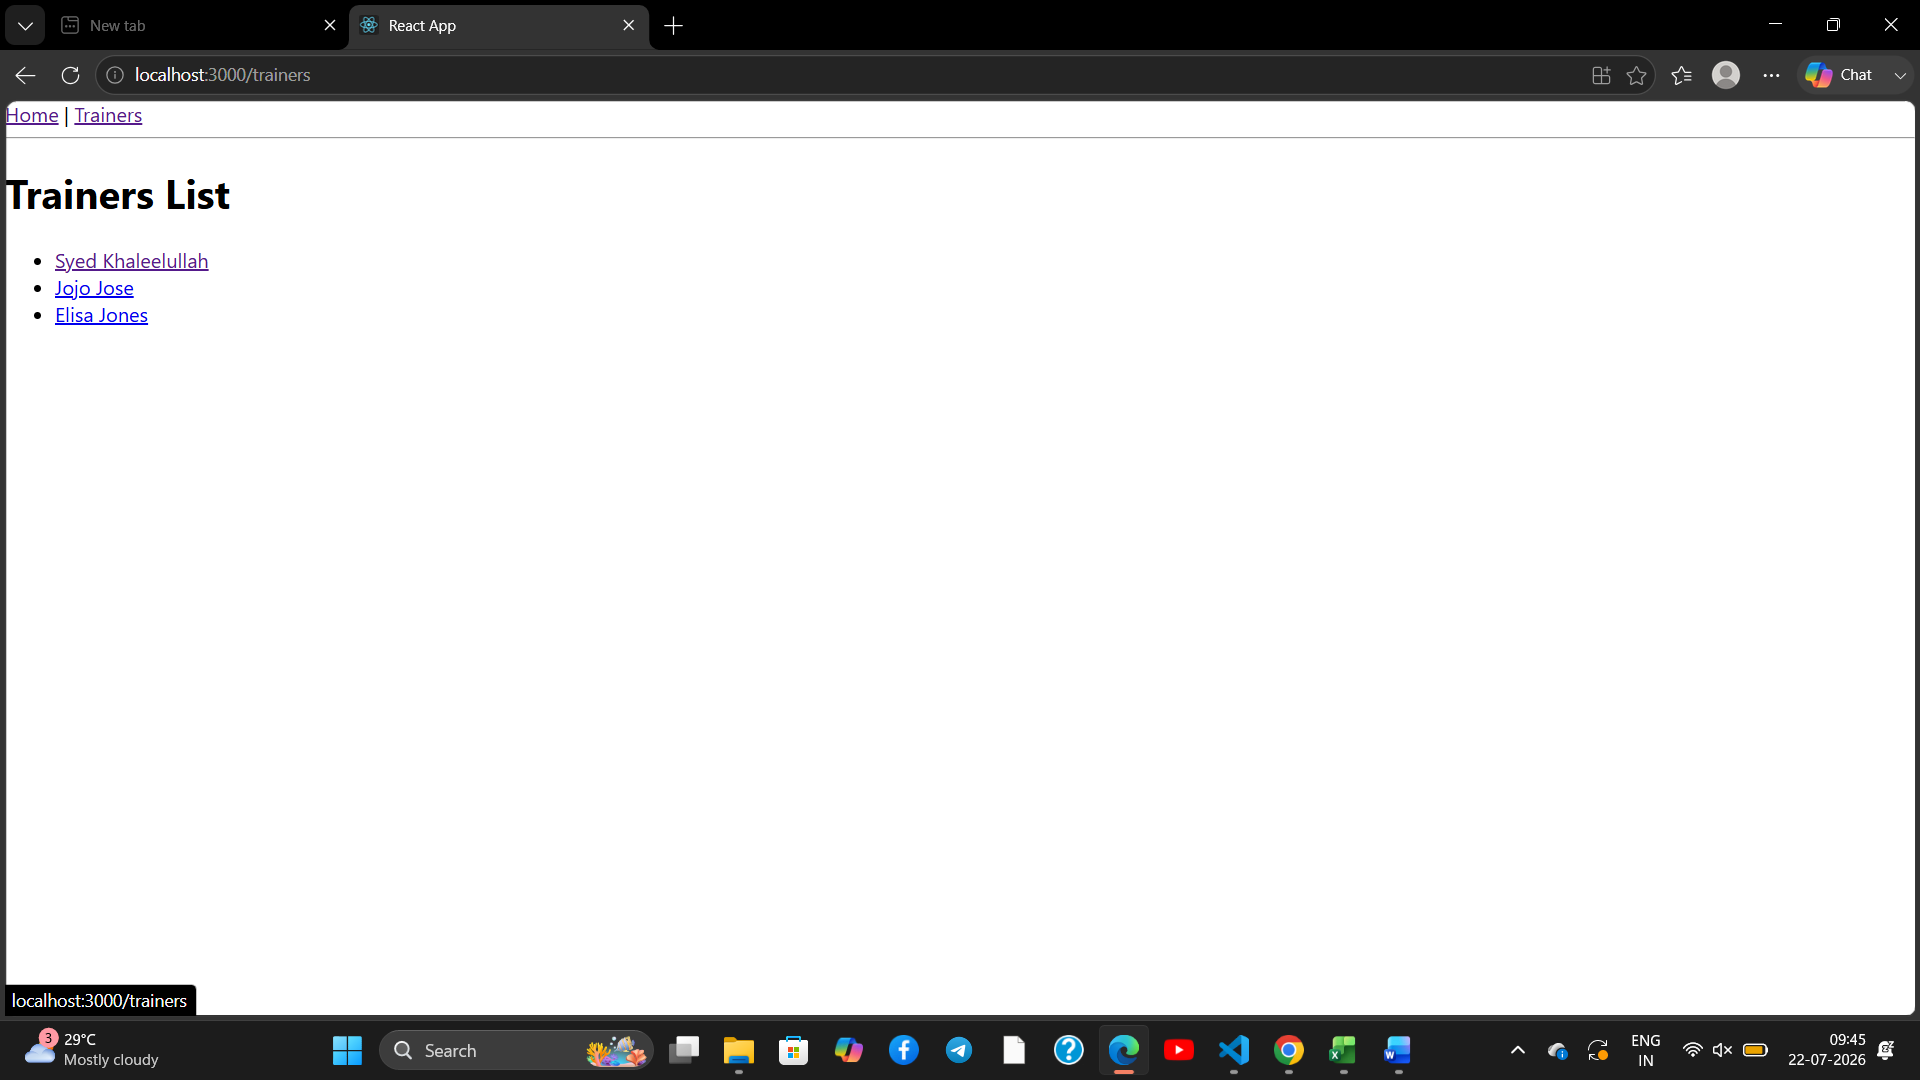 New tab
React App
localhost:3000/trainers
Chat
Home | Trainers
Trainers List
Syed Khaleelullah
Jojo Jose
Elisa Jones
localhost:3000/trainers
3
29°C
Mostly cloudy
Search
ENG
IN
09:45
22-07-2026